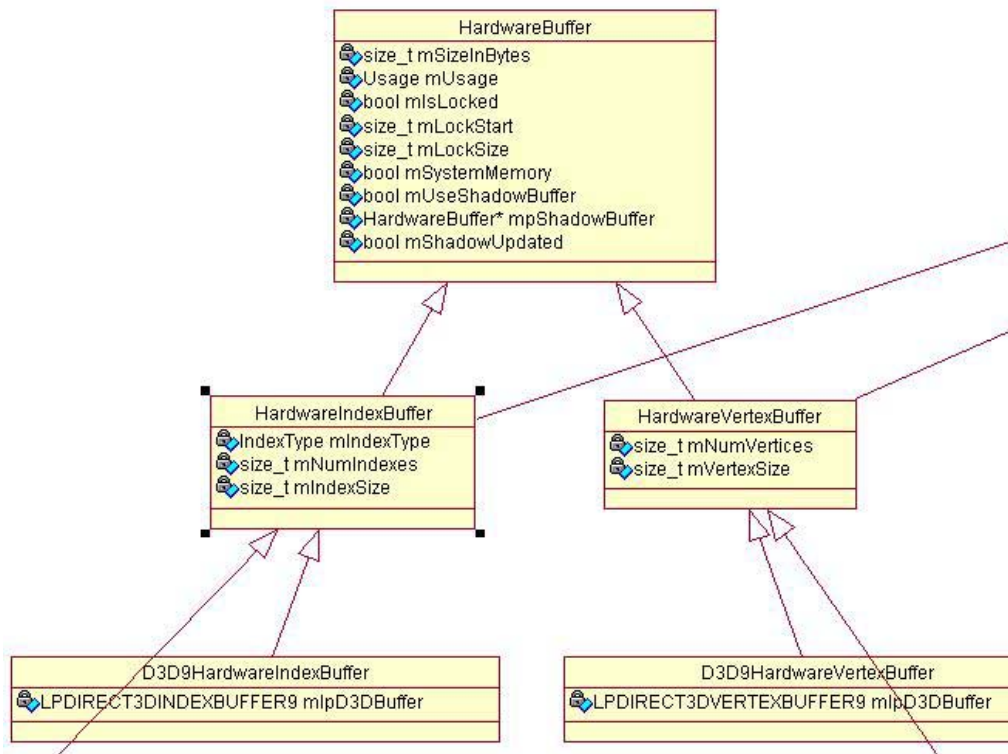 HardwareBuffer
size_t mSizeInBytes
Usage mUsage
bool mIsLocked
size_t mLockStart
size_t mLockSize
bool mSystemMemory
bool mUseShadowBuffer
HardwareBuffer* mpShadowBuffer
bool mShadowUpdated
HardwareIndexBuffer
IndexType mIndexType
size_t mNumIndexes
size_t mIndexSize
HardwareVertexBuffer
size_t mNumVertices
size_t mVertexSize
D3D9HardwareIndexBuffer
LPDIRECT3DINDEXBUFFER9 mlpD3DBuffer
D3D9HardwareVertexBuffer
LPDIRECT3DVERTEXBUFFER9 mlpD3DBuffer